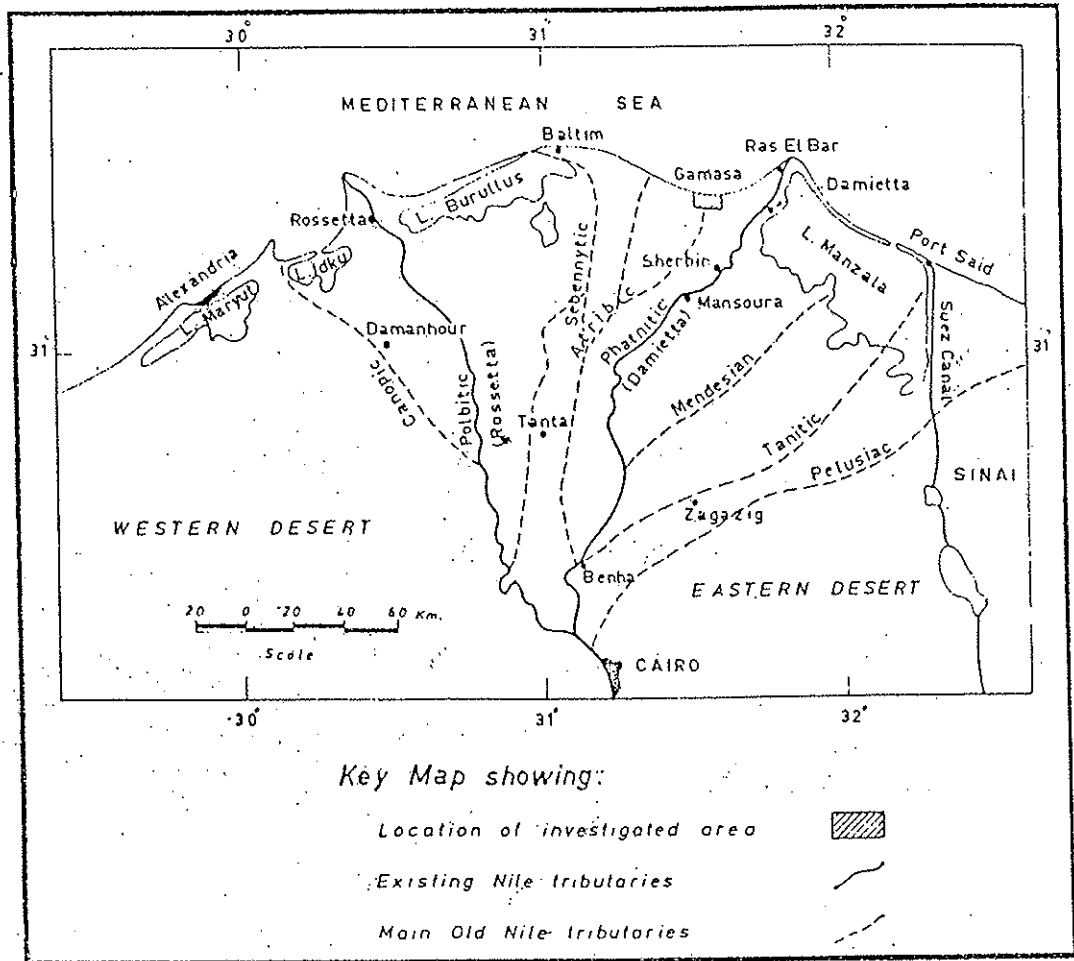 30°
31°
32°
MEDITERRANEAN SEA
Baltim
Ras El Bar
Gamasa
Damietta
L. Burullus
Rossetta
L. Manzala
Port Said
Alexandria
L. Idku
Sherbin
L. Maryut
Sebennytic
Atribic
Mansoura
Phatnitic
(Damietta)
Suez Canal
31°
31
Damanhour
Canopic
Polbitic
(Rossetta)
Mendesian
Tanta
Tanitic
Pelusiac
SINAI
Zagazig
WESTERN DESERT
Benha
EASTERN DESERT
20 0 20 40 60 Km.
Scale
CAIRO
30°
31°
32°
Key Map showing:
Location of investigated area
Existing Nile tributaries
Main Old Nile tributaries